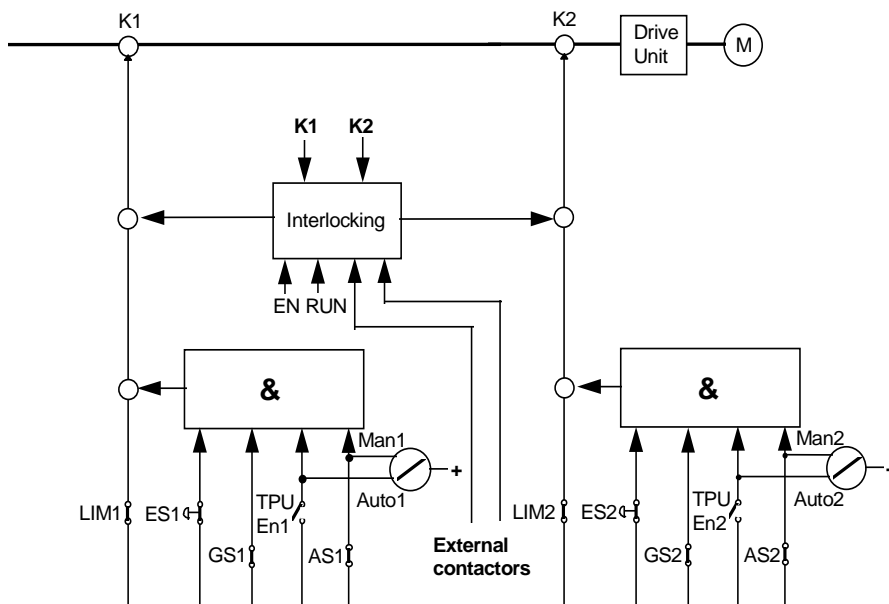 K1
K2
Drive
Unit
M
K1
K2
Interlocking
EN RUN
&
&
Man1
+
Auto1
Man2
Auto2
LIM1
ES1
TPU
En1
GS1
AS1
External
contactors
LIM2
ES2
TPU
En2
GS2
AS2